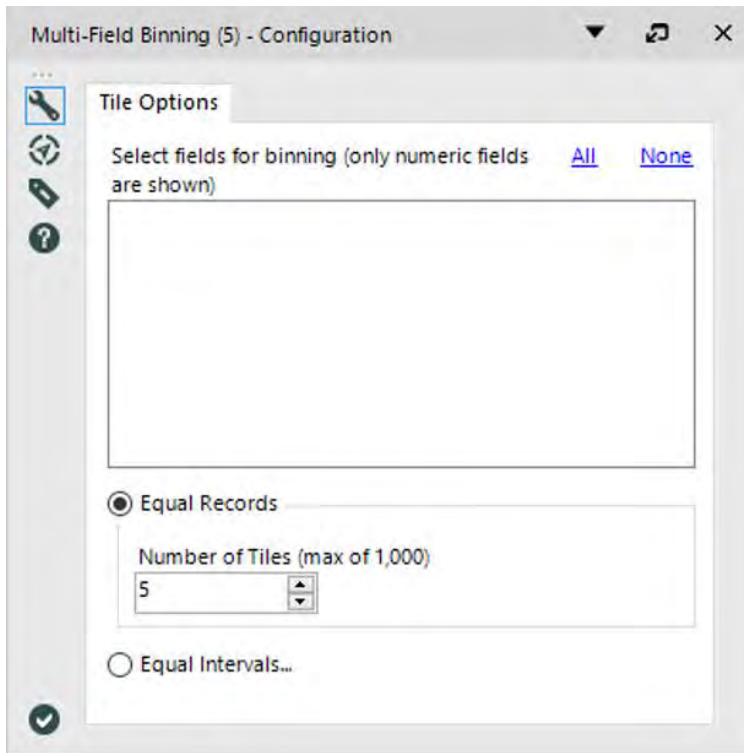 Multi-Field Binning (5) - Configuration
Tile Options
Select fields for binning (only numeric fields All None
are shown)
Equal Records
Number of Tiles (max of 1,000)
5
Equal Intervals...